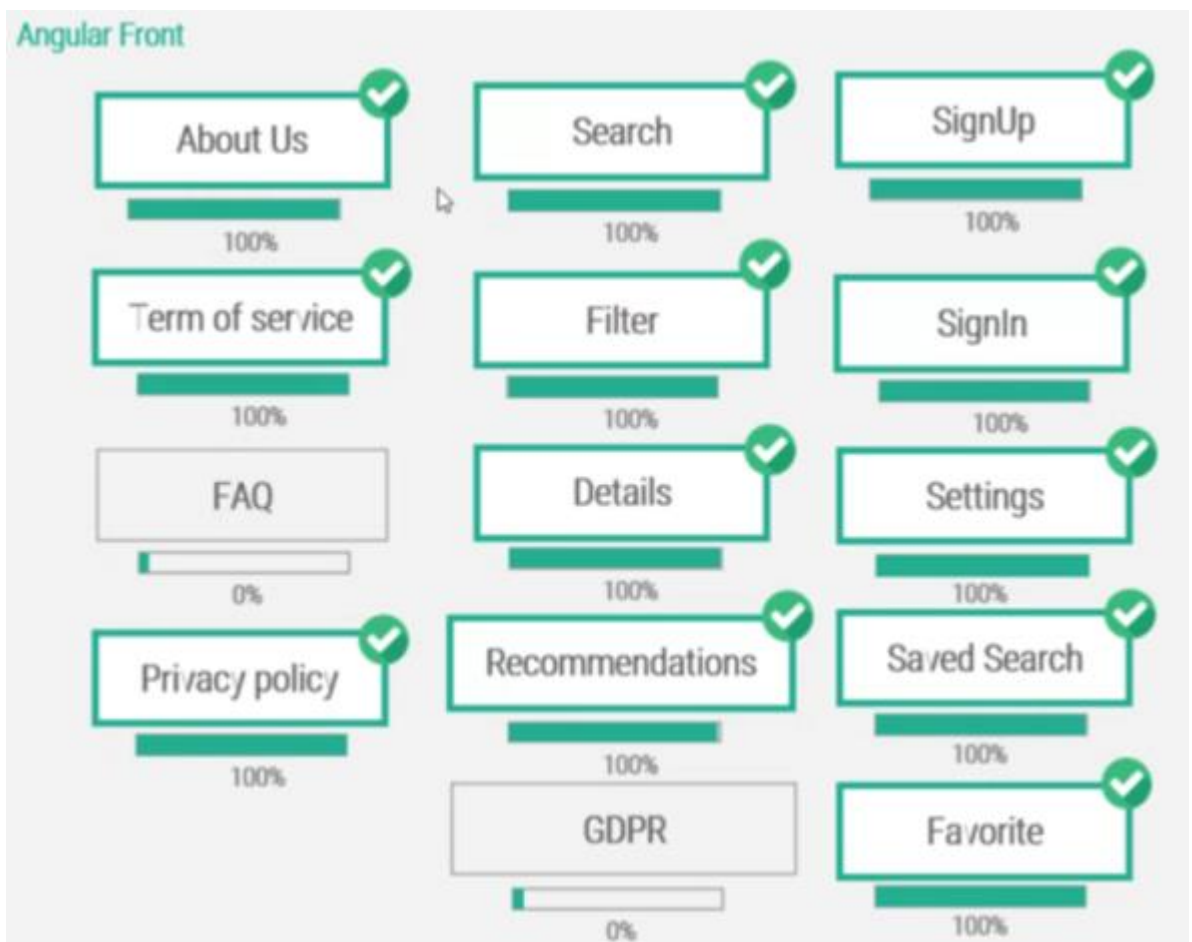 Angular Front
About Us
100%
Term of service
100%
FAQ
0%
Privacy policy
100%
Search
100%
Filter
100%
Details
100%
Recommendations
100%
GDPR
0%
SignUp
100%
SignIn
100%
Settings
100%
Saved Search
100%
Favorite
100%